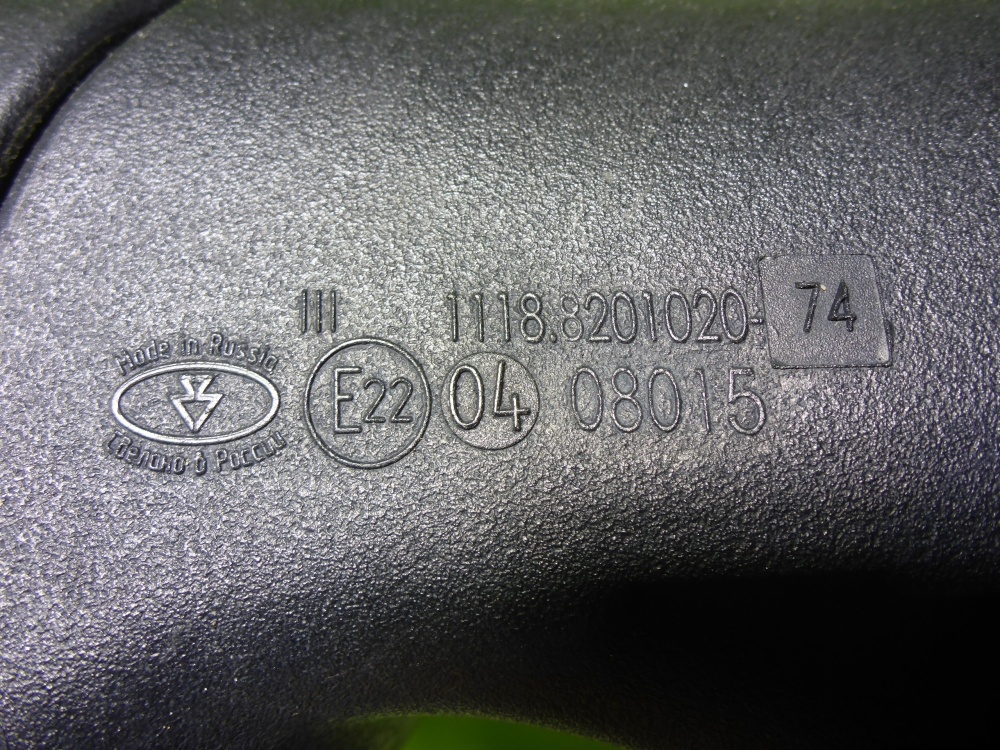 III 1118.8201020- 74
Made in Russia
E22 04 08015
Сделано в России